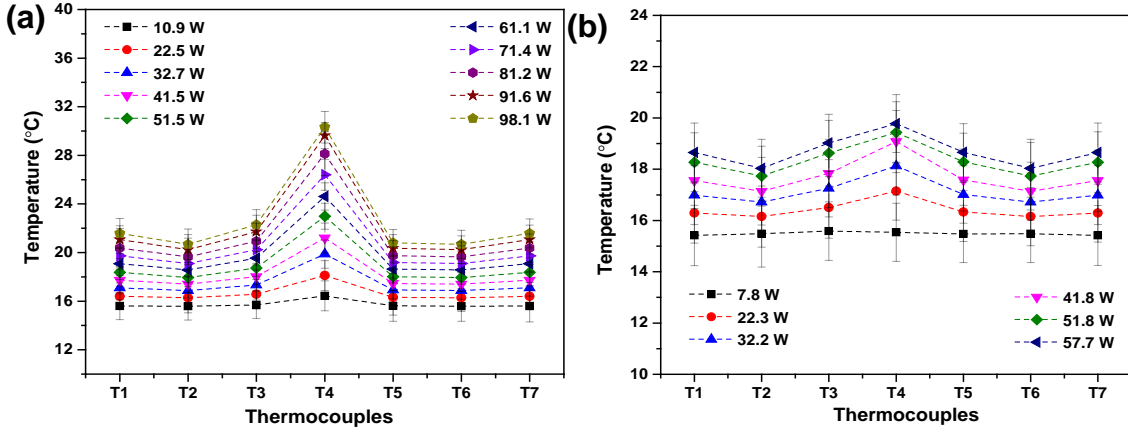 (a)
10.9 W
22.5 W
32.7 W
41.5 W
51.5 W
61.1 W
71.4 W
81.2 W
91.6 W
98.1 W
40
36
32
28
24
20
16
12
Temperature (°C)
T1 T2 T3 T4 T5 T6 T7
Thermocouples
(b)
24
22
20
18
16
14
12
10
Temperature (°C)
7.8 W
22.3 W
32.2 W
41.8 W
51.8 W
57.7 W
T1 T2 T3 T4 T5 T6 T7
Thermocouples